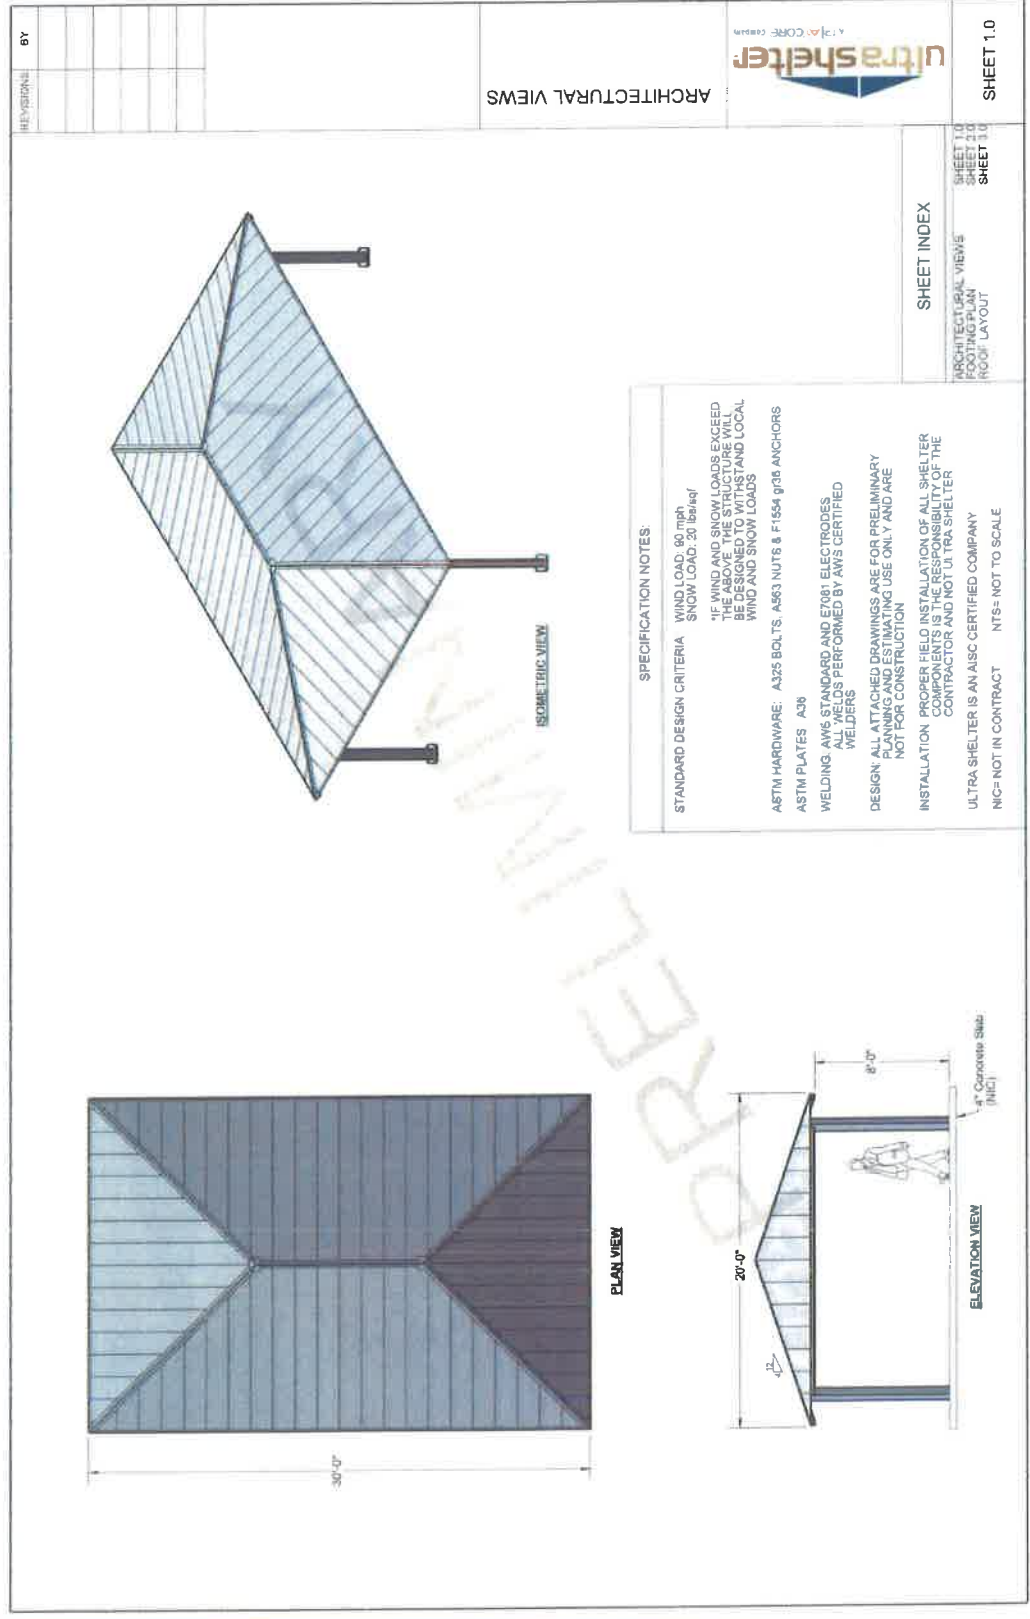 REVISIONS: BY
ARCHITECTURAL VIEWS
ultrashelter
CORE Company
SHEET 1.0
SHEET INDEX
ARCHITECTURAL VIEWS SHEET 1.0
FOOTING PLAN SHEET 2.0
ROOF LAYOUT SHEET 3.0
ISOMETRIC VIEW
SPECIFICATION NOTES:
STANDARD DESIGN CRITERIA WIND LOAD: 90 mph
SNOW LOAD: 20 lbs/sqf
*IF WIND AND SNOW LOADS EXCEED
THE ABOVE THE STRUCTURE WILL
BE DESIGNED TO WITHSTAND LOCAL
WIND AND SNOW LOADS
ASTM HARDWARE: A325 BOLTS, A563 NUTS & F1554 gr36 ANCHORS
ASTM PLATES A36
WELDING: AWS STANDARD AND E7081 ELECTRODES
ALL WELDS PERFORMED BY AWS CERTIFIED
WELDERS
DESIGN: ALL ATTACHED DRAWINGS ARE FOR PRELIMINARY
PLANNING AND ESTIMATING USE ONLY AND ARE
NOT FOR CONSTRUCTION
INSTALLATION PROPER FIELD INSTALLATION OF ALL SHELTER
COMPONENTS IS THE RESPONSIBILITY OF THE
CONTRACTOR AND NOT ULTRA SHELTER
ULTRA SHELTER IS AN AISC CERTIFIED COMPANY
NIC= NOT IN CONTRACT NTS= NOT TO SCALE
30'-0"
PLAN VIEW
20'-0"
12
4
8'-0"
4" Concrete Slab
(NIC)
ELEVATION VIEW
PRELIMINARY